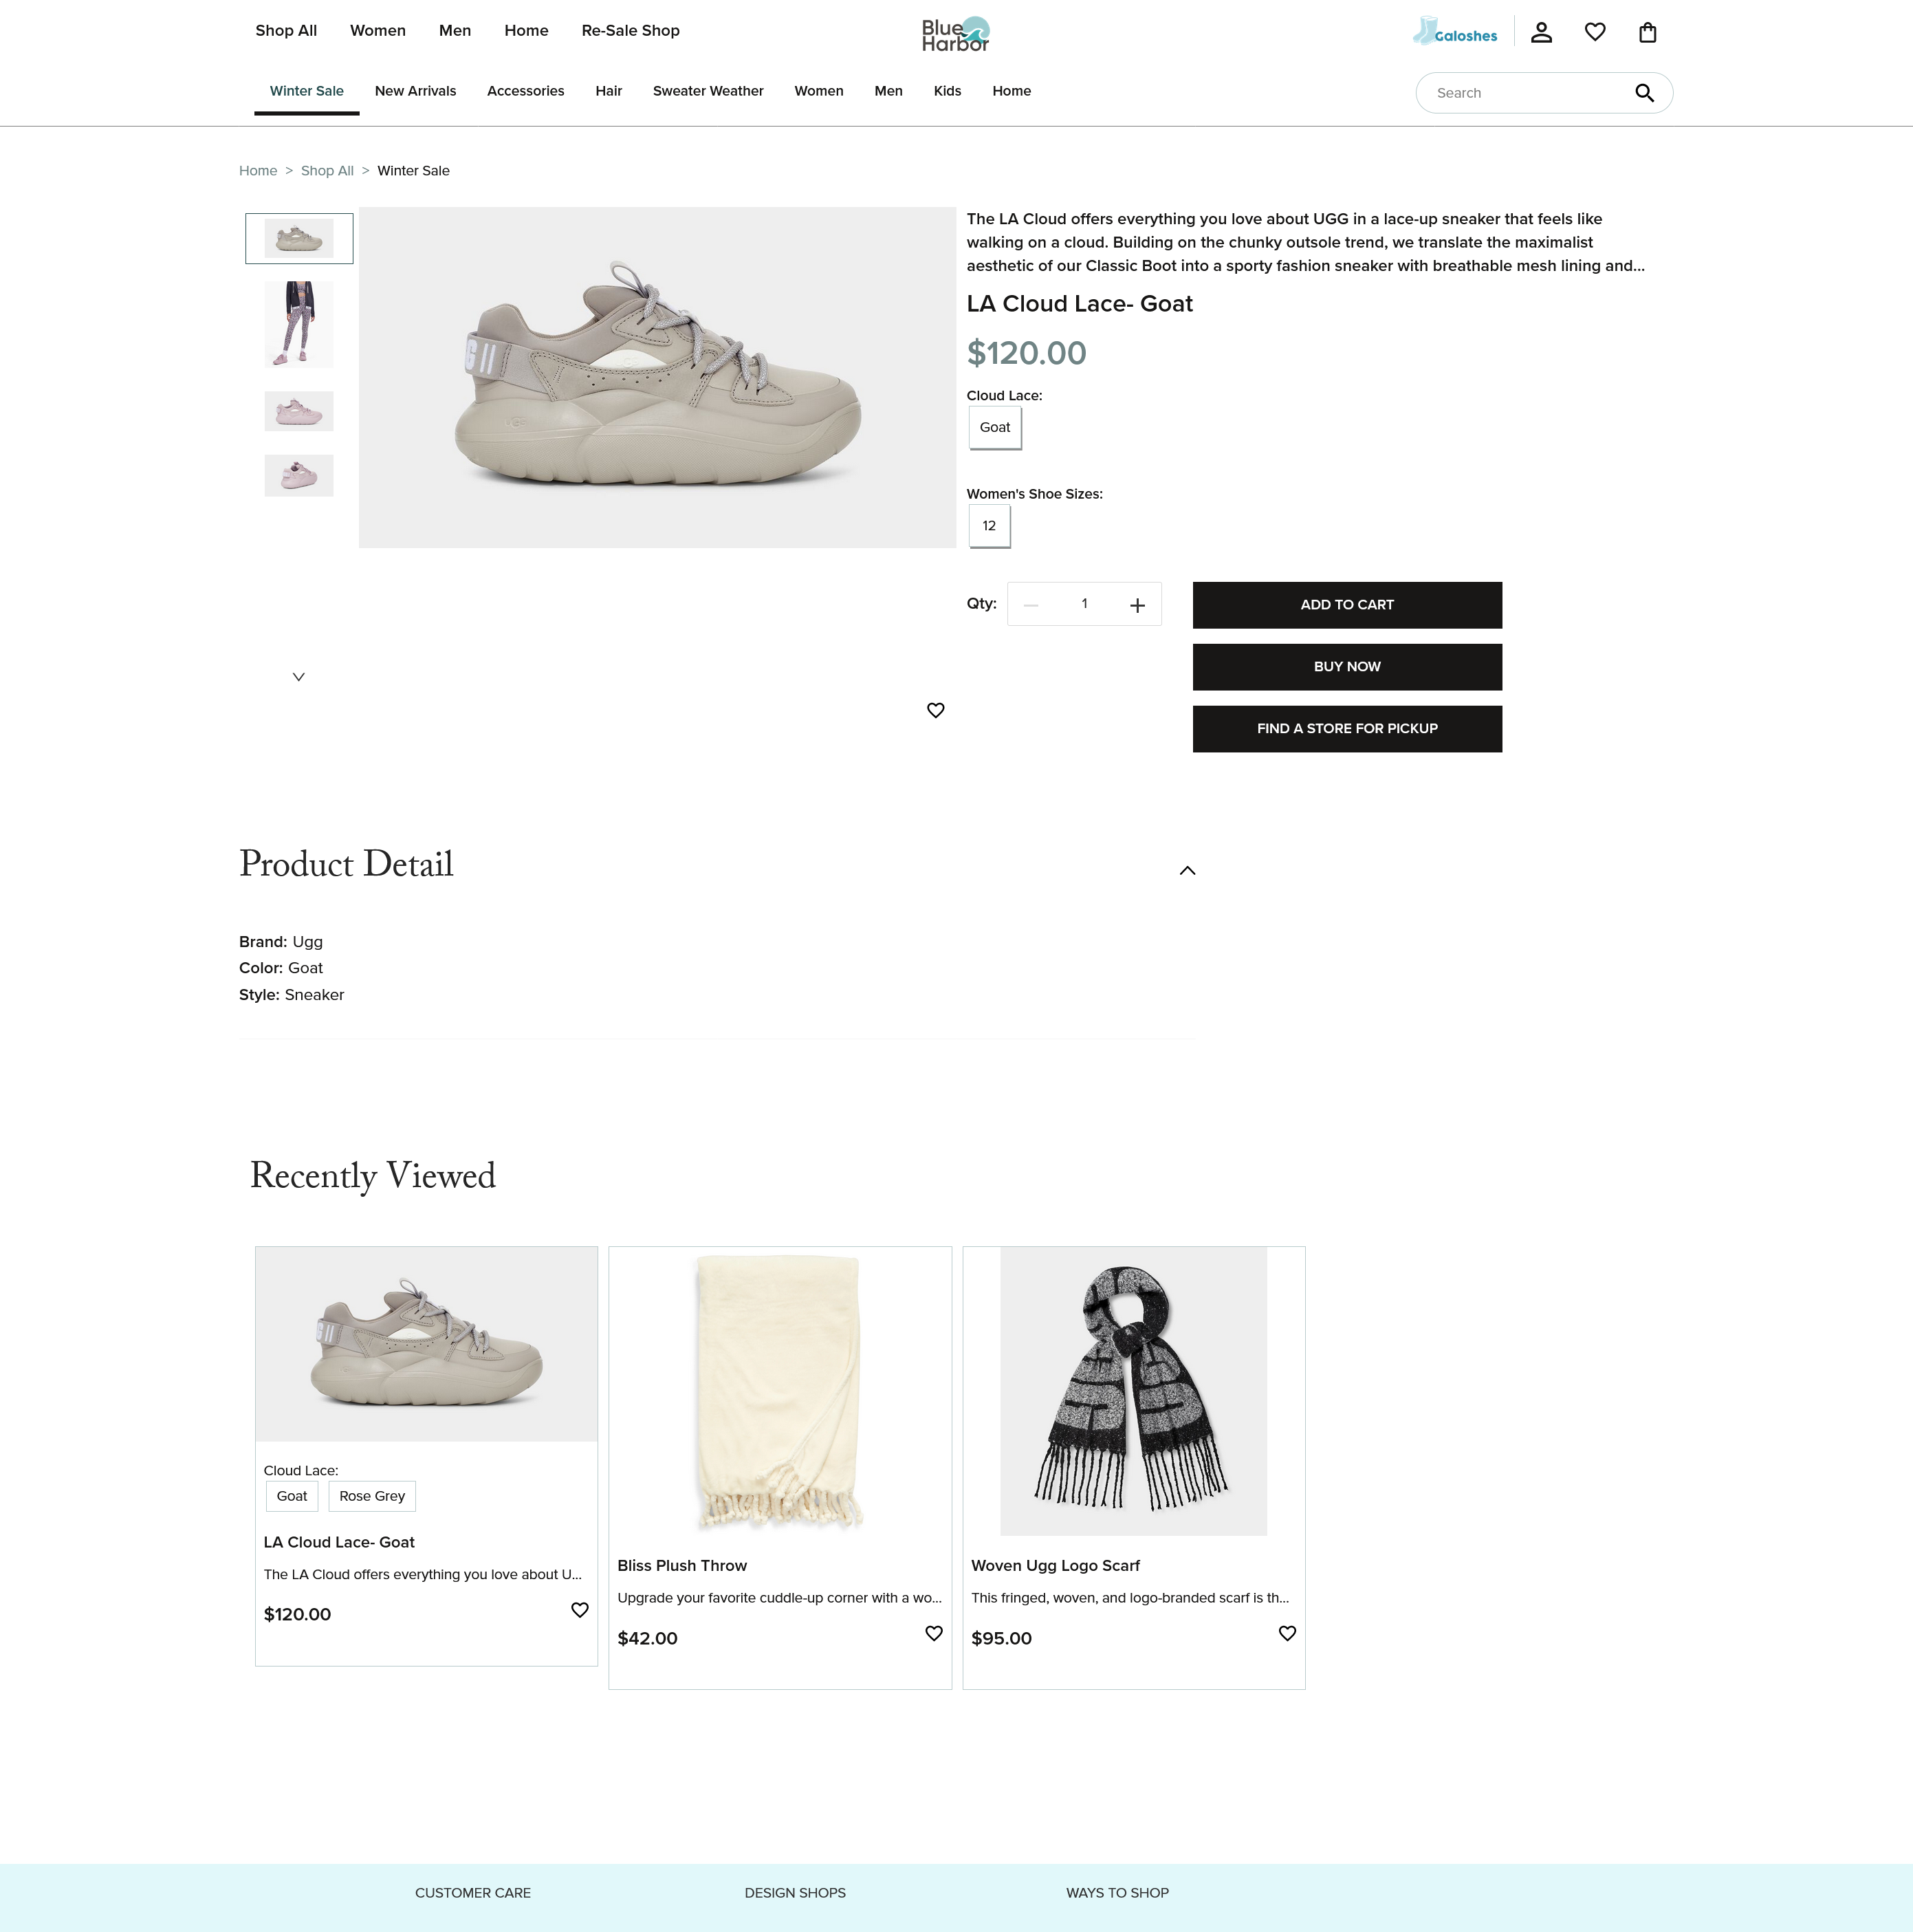 Shop All Women Men Home Re-Sale Shop
Blue
Harbor
Galoshes
Winter Sale New Arrivals Accessories Hair Sweater Weather Women Men Kids Home
Search
Home > Shop All > Winter Sale
The LA Cloud offers everything you love about UGG in a lace-up sneaker that feels like
walking on a cloud. Building on the chunky outsole trend, we translate the maximalist
aesthetic of our Classic Boot into a sporty fashion sneaker with breathable mesh lining and...
LA Cloud Lace- Goat
$120.00
Cloud Lace:
Goat
Women's Shoe Sizes:
12
Qty: 1
ADD TO CART
BUY NOW
FIND A STORE FOR PICKUP
Product Detail
Brand: Ugg
Color: Goat
Style: Sneaker
Recently Viewed
Cloud Lace:
Goat Rose Grey
LA Cloud Lace- Goat
The LA Cloud offers everything you love about U...
$120.00
Bliss Plush Throw
Upgrade your favorite cuddle-up corner with a wo...
$42.00
Woven Ugg Logo Scarf
This fringed, woven, and logo-branded scarf is th...
$95.00
CUSTOMER CARE DESIGN SHOPS WAYS TO SHOP